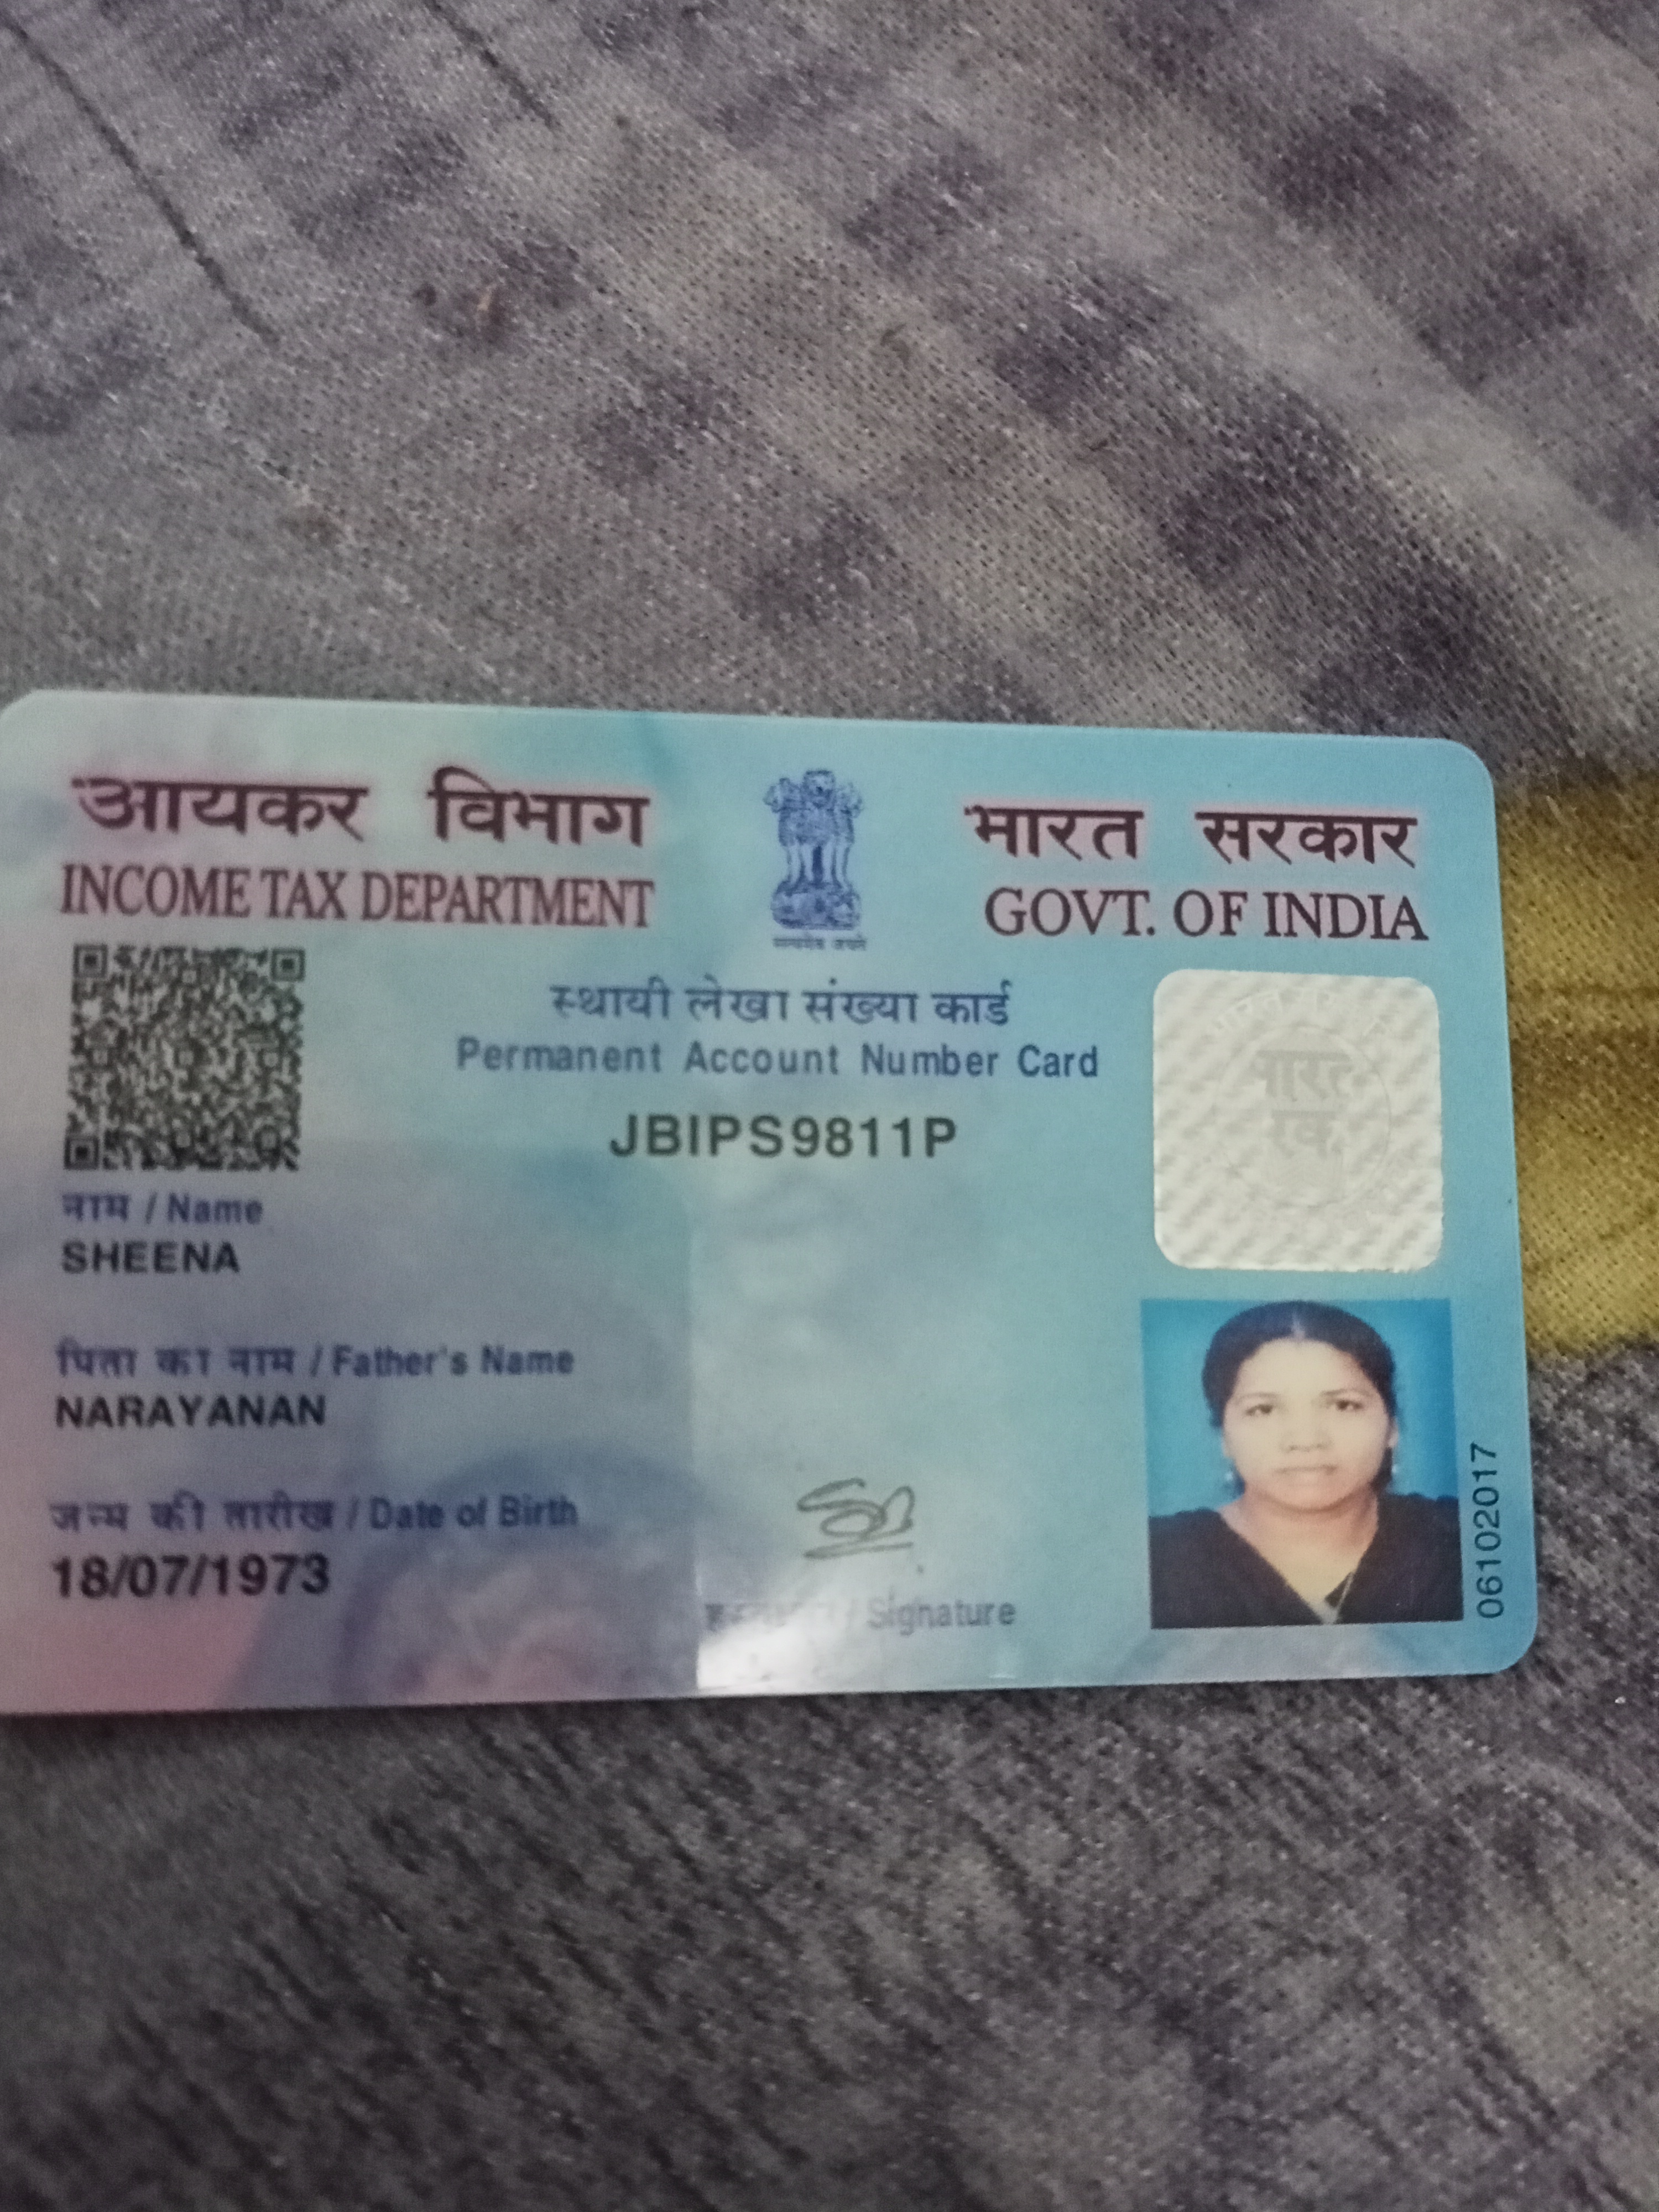 आयकर विभाग
INCOME TAX DEPARTMENT
भारत सरकार
GOVT. OF INDIA
सत्यमेव जयते
स्थायी लेखा संख्या कार्ड
Permanent Account Number Card
JBIPS9811P
नाम / Name
SHEENA
पिता का नाम / Father's Name
NARAYANAN
जन्म की तारीख / Date of Birth
18/07/1973
/ Signature
06102017